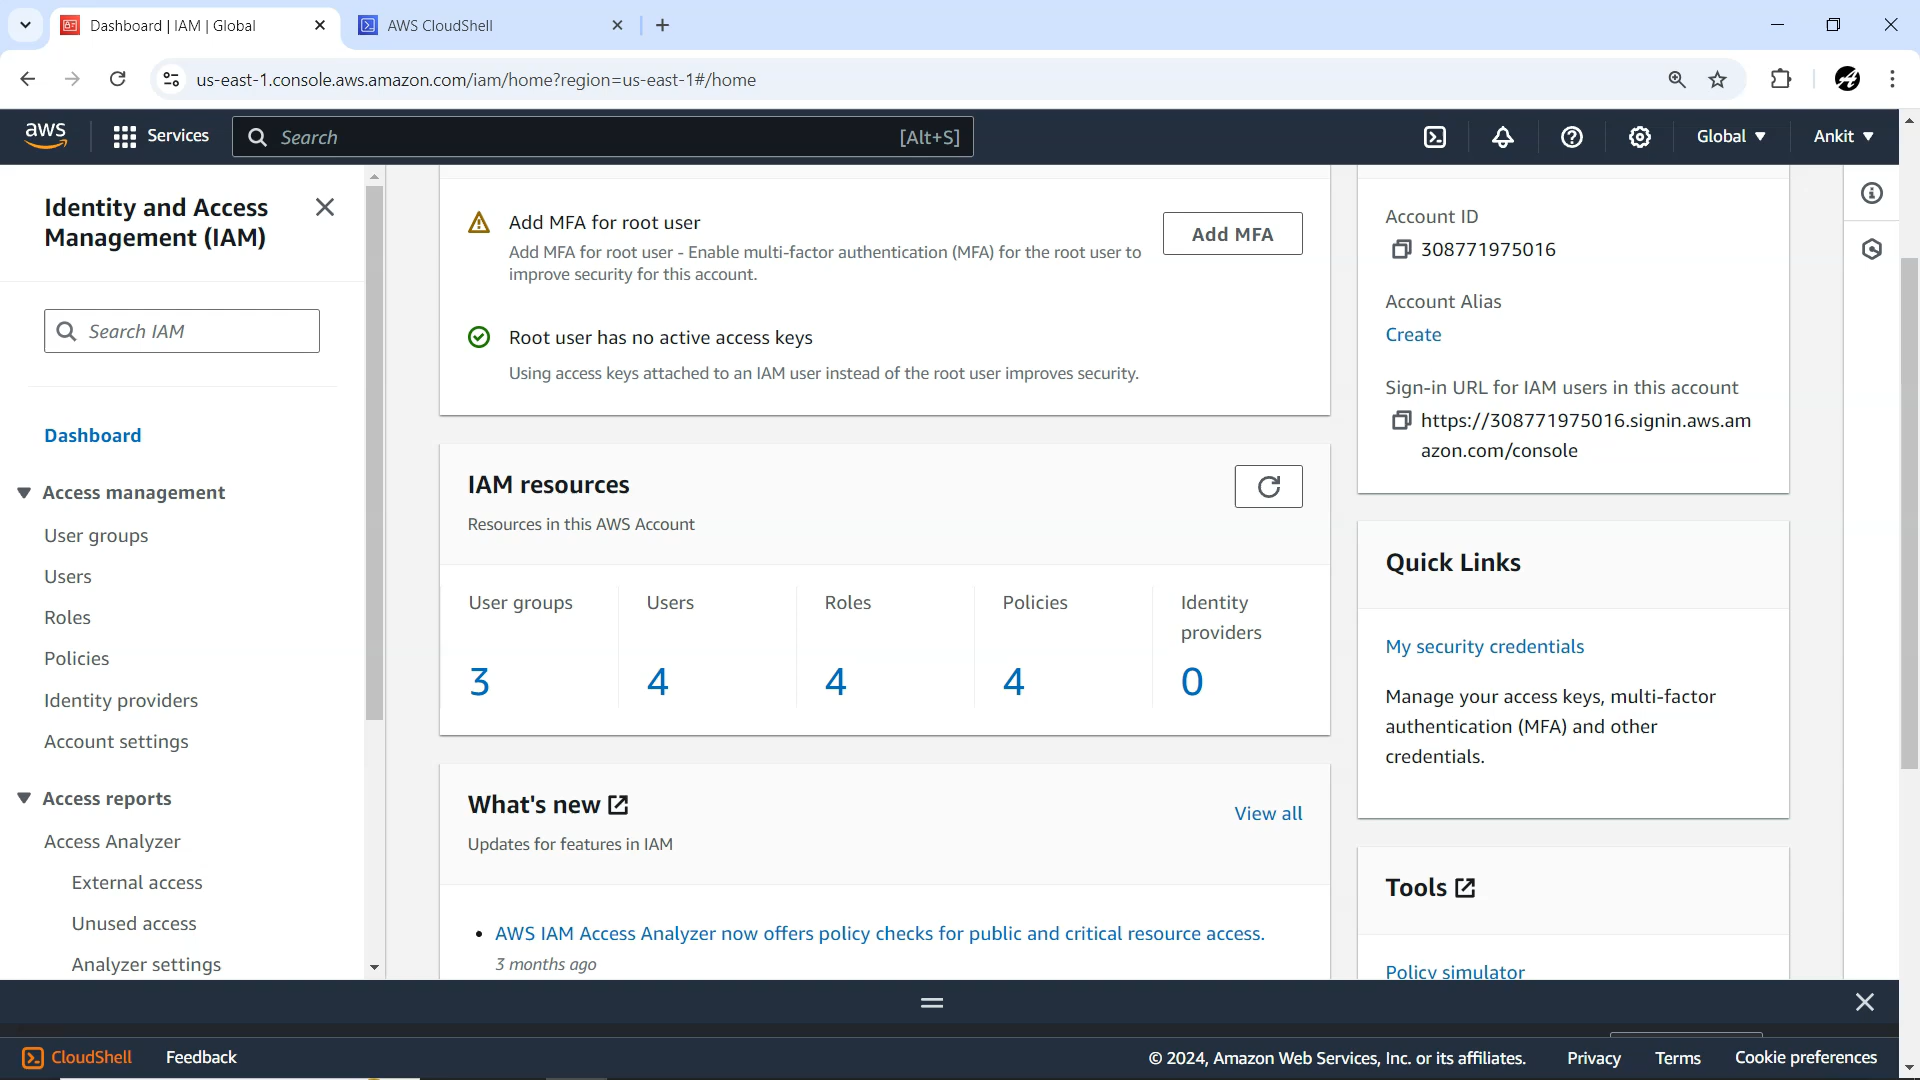 Dashboard | IAM | Global
AWS CloudShell
us-east-1.console.aws.amazon.com/iam/home?region=us-east-1#/home
aws
Services
Search
[Alt+S]
Global
Ankit
Identity and Access
Management (IAM)
Search IAM
Dashboard
Access management
User groups
Users
Roles
Policies
Identity providers
Account settings
Access reports
Access Analyzer
External access
Unused access
Analyzer settings
Add MFA for root user
Add MFA for root user - Enable multi-factor authentication (MFA) for the root user to
improve security for this account.
Add MFA
Root user has no active access keys
Using access keys attached to an IAM user instead of the root user improves security.
IAM resources
Resources in this AWS Account
User groups
3
Users
4
Roles
4
Policies
4
Identity
providers
0
What's new
View all
Updates for features in IAM
• AWS IAM Access Analyzer now offers policy checks for public and critical resource access.
3 months ago
Account ID
308771975016
Account Alias
Create
Sign-in URL for IAM users in this account
https://308771975016.signin.aws.am
azon.com/console
Quick Links
My security credentials
Manage your access keys, multi-factor
authentication (MFA) and other
credentials.
Tools
Policy simulator
CloudShell
Feedback
© 2024, Amazon Web Services, Inc. or its affiliates.
Privacy
Terms
Cookie preferences